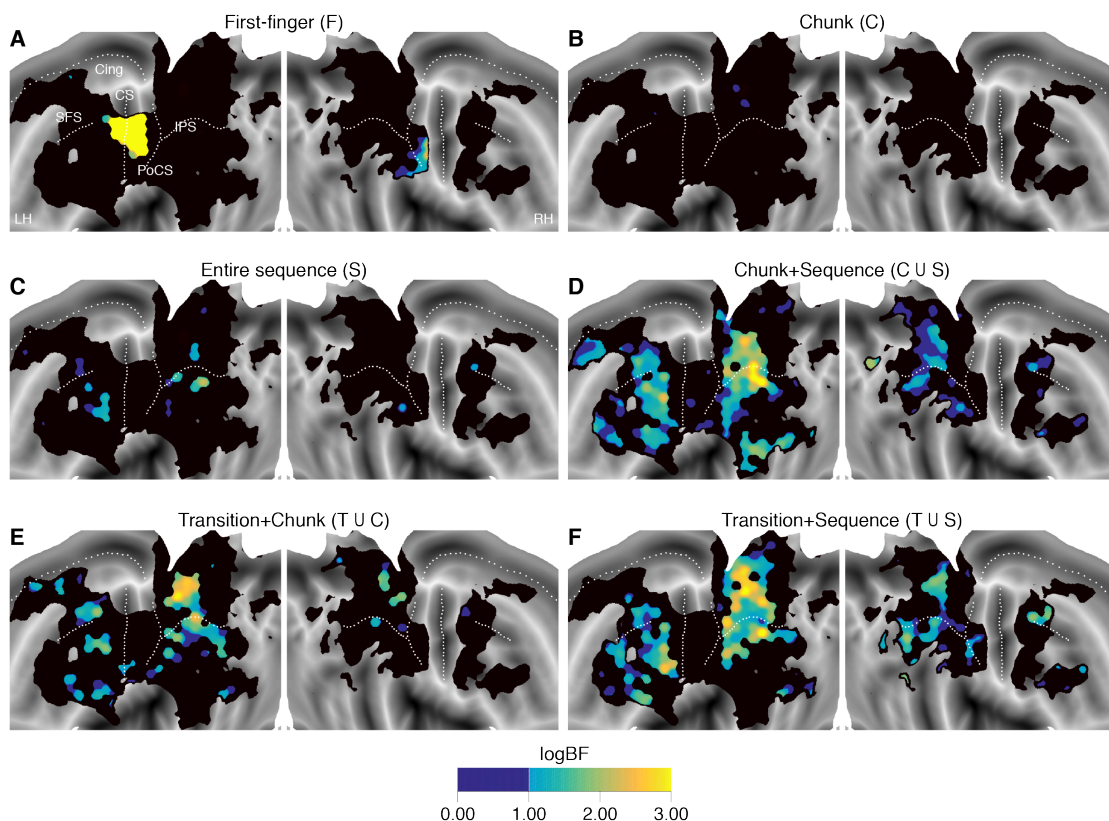 First-finger (F)
Chunk (C)
A
B
Cing
CS
SFS
IPS
PoCS
LH
RH
Entire sequence (S)
Chunk+Sequence (C U S)
C
D
Transition+Chunk (T U C)
Transition+Sequence (T U S)
E
F
logBF
0.00 1.00 2.00 3.00